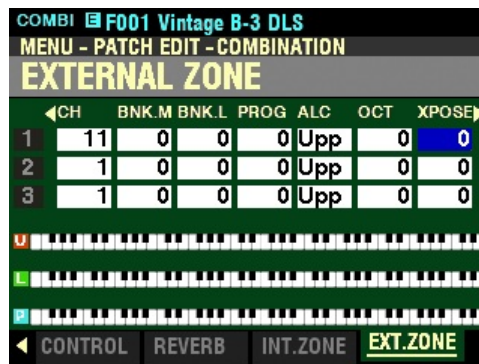 COMBI E F001 Vintage B-3 DLS
MENU - PATCH EDIT - COMBINATION
EXTERNAL ZONE
CH BNK.M BNK.L PROG ALC OCT XPOSE
1 11 0 0 0 Upp 0 0
2 1 0 0 0 Upp 0 0
3 1 0 0 0 Upp 0 0
U
L
P
CONTROL REVERB INT.ZONE EXT.ZONE